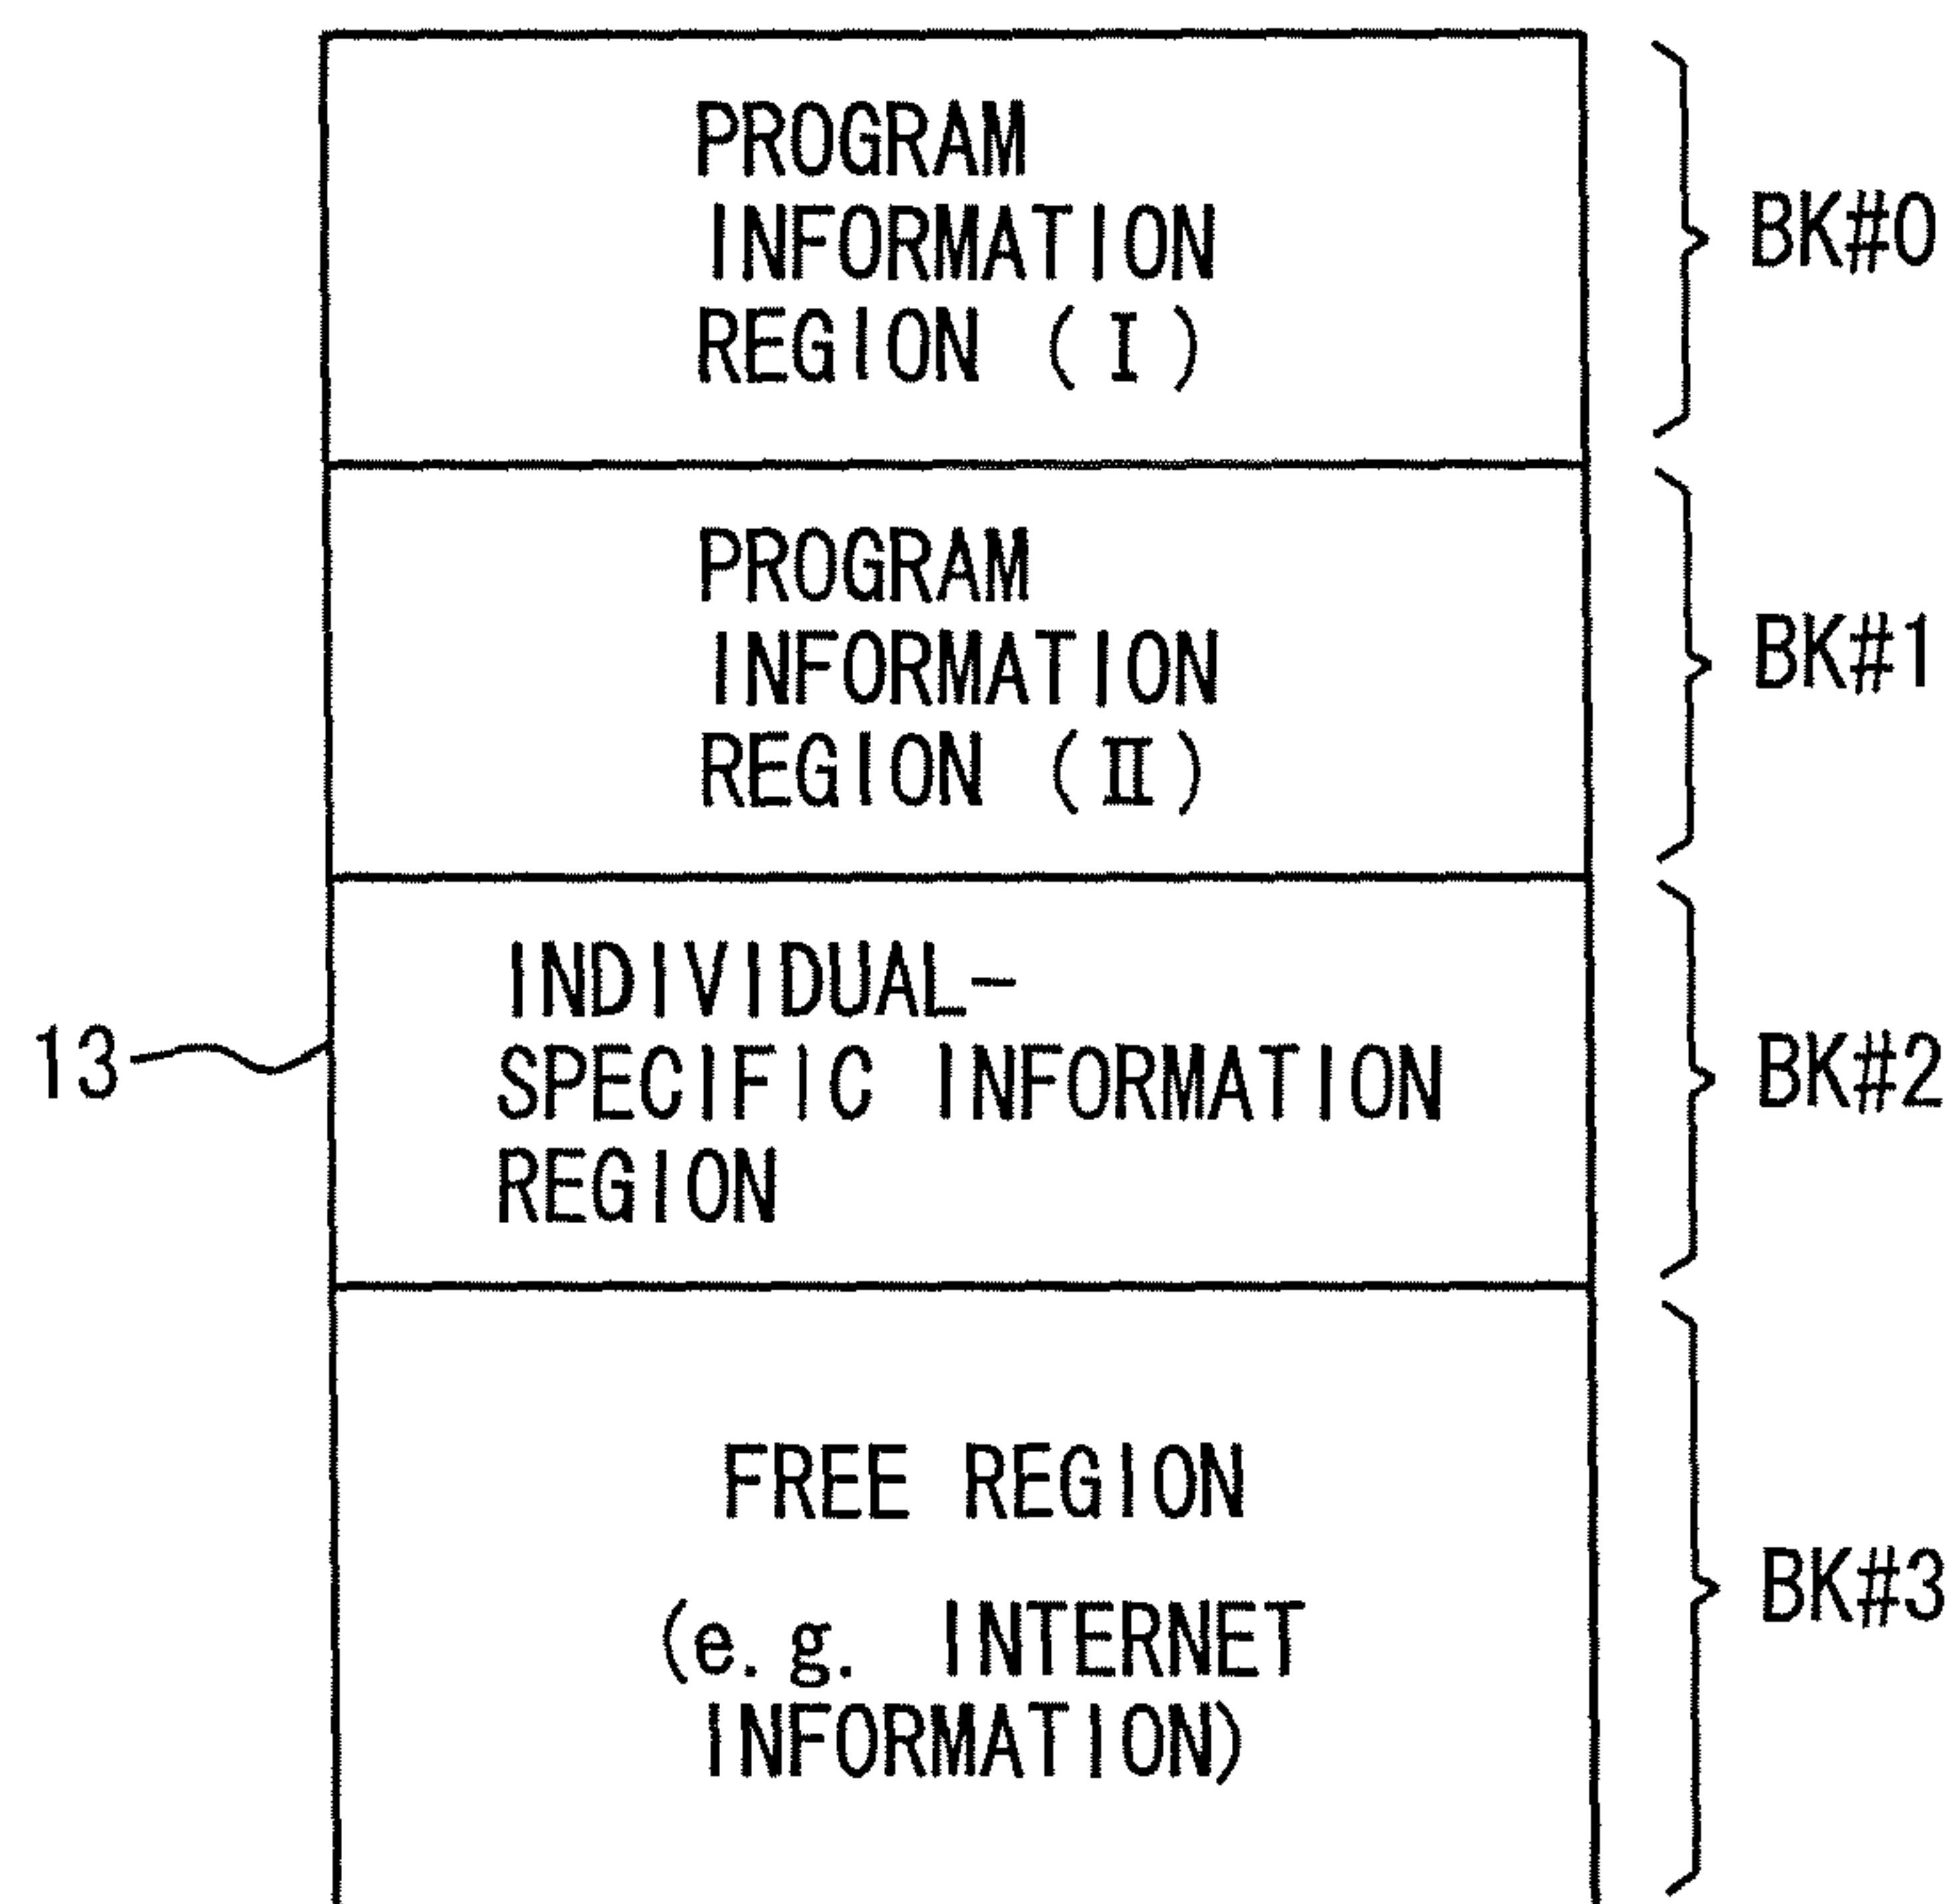 PROGRAM
INFORMATION
REGION (Ⅰ)
BK#0
PROGRAM
INFORMATION
REGION (Ⅱ)
BK#1
INDIVIDUAL-
SPECIFIC INFORMATION
REGION
13
BK#2
FREE REGION
(e.g. INTERNET
INFORMATION)
BK#3